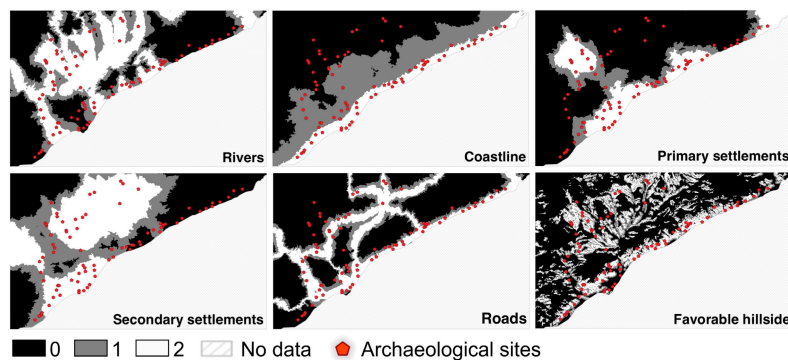 Rivers
Coastline
Primary settlements
Secondary settlements
Roads
Favorable hillside
0 1 2 No data Archaeological sites